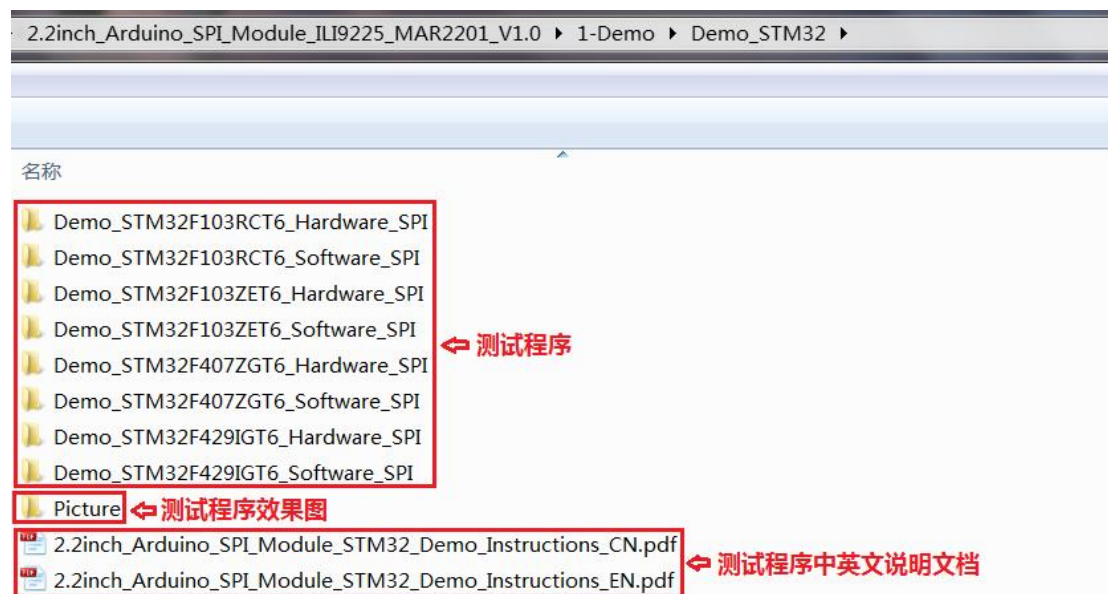 2.2inch_Arduino_SPI_Module_ILI9225_MAR2201_V1.0 ▸ 1-Demo ▸ Demo_STM32 ▸
名称
Demo_STM32F103RCT6_Hardware_SPI
Demo_STM32F103RCT6_Software_SPI
Demo_STM32F103ZET6_Hardware_SPI
Demo_STM32F103ZET6_Software_SPI
测试程序
Demo_STM32F407ZGT6_Hardware_SPI
Demo_STM32F407ZGT6_Software_SPI
Demo_STM32F429IGT6_Hardware_SPI
Demo_STM32F429IGT6_Software_SPI
Picture 测试程序效果图
2.2inch_Arduino_SPI_Module_STM32_Demo_Instructions_CN.pdf
测试程序中英文说明文档
2.2inch_Arduino_SPI_Module_STM32_Demo_Instructions_EN.pdf